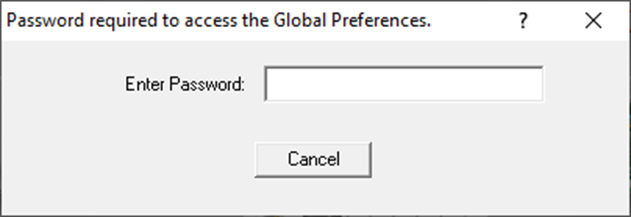 Password required to access the Global Preferences. ?
Enter Password:
Cancel